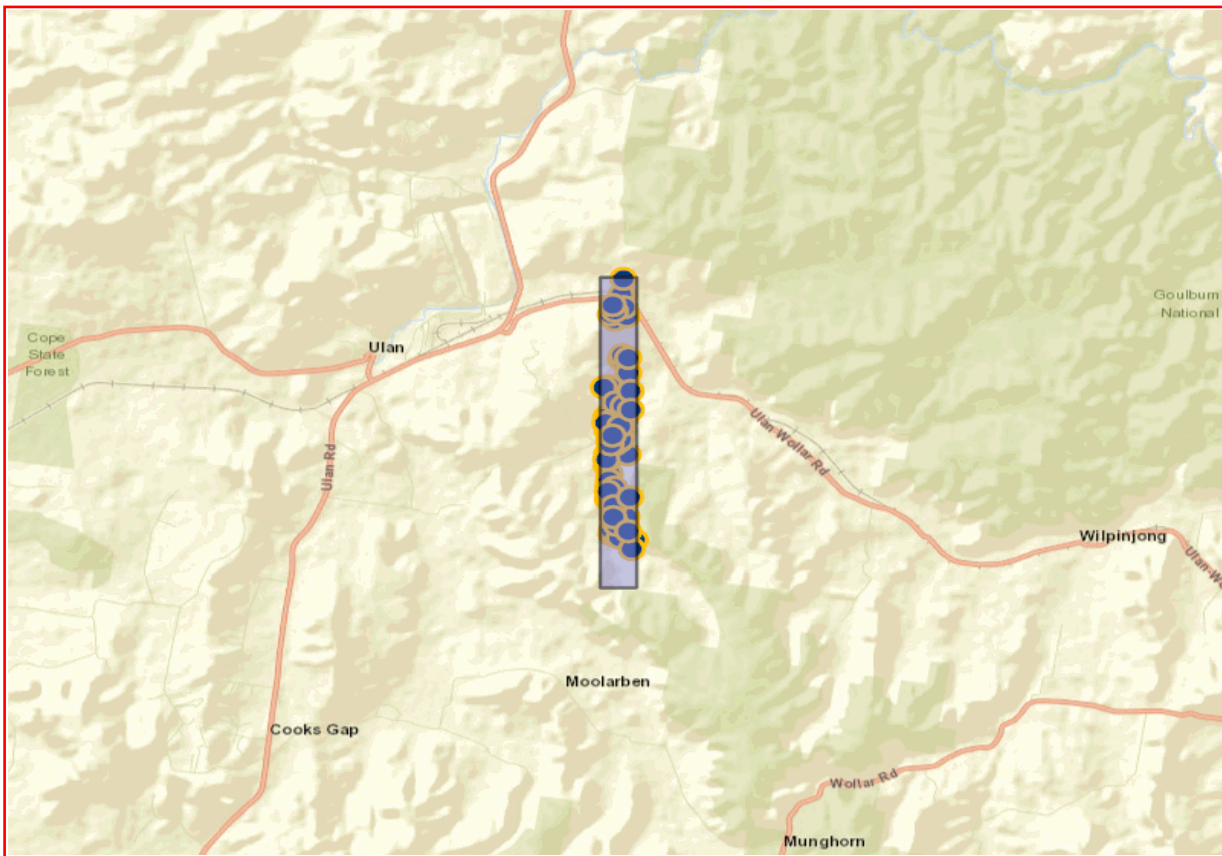 Goulburn
National
Cope
State
Forest
Ulan
Ulan Rd
Ulan Wollar Rd
Wilpinjong
Ulan-Wo
Moolarben
Cooks Gap
Wollar Rd
Munghorn